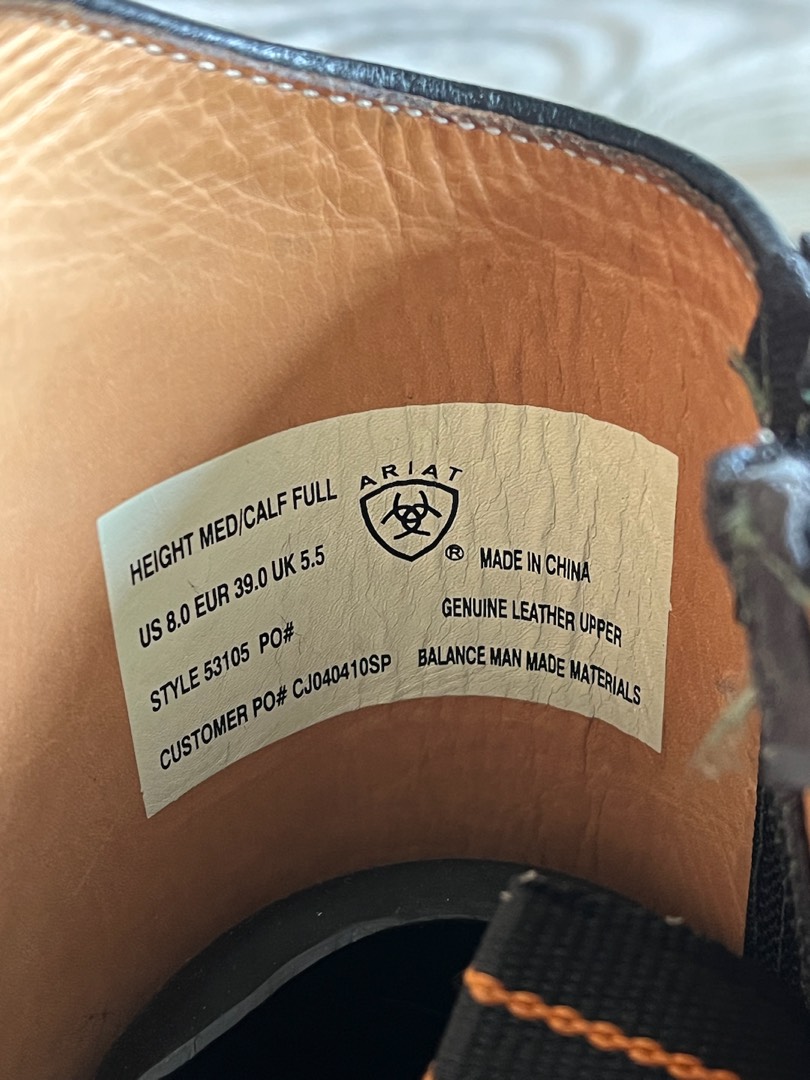 ARIAT
®
HEIGHT MED/CALF FULL
US 8.0 EUR 39.0 UK 5.5
STYLE 53105 PO#
CUSTOMER PO# CJ040410SP
MADE IN CHINA
GENUINE LEATHER UPPER
BALANCE MAN MADE MATERIALS